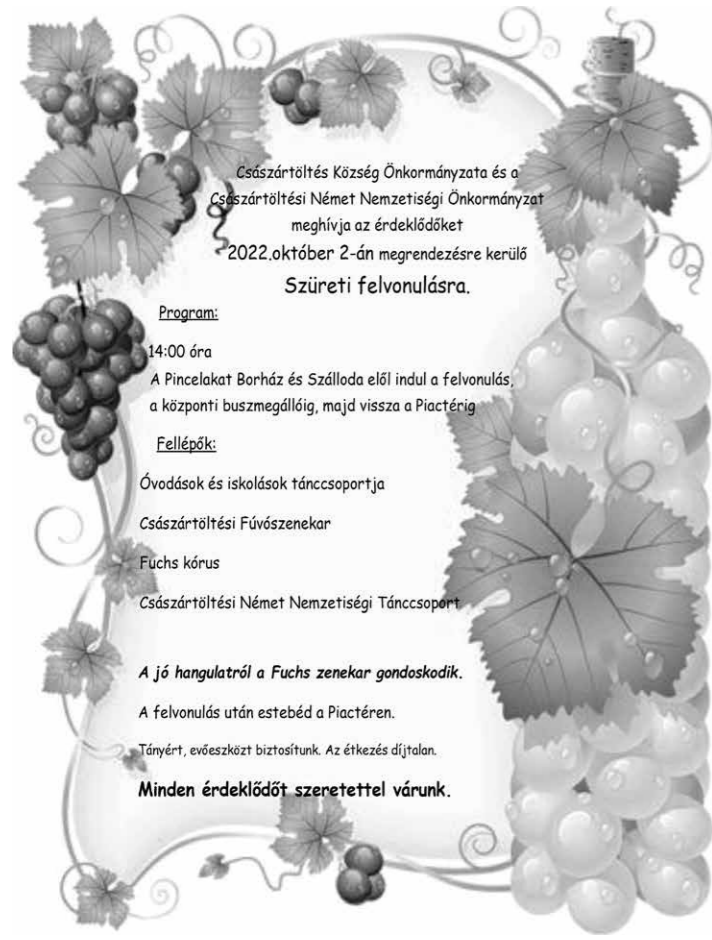 Császártöltés Község Önkormányzata és a
Császártöltési Német Nemzetiségi Önkormányzat
meghívja az érdeklődőket
2022.október 2-án megrendezésre kerülő
Szüreti felvonulásra.
Program:
14:00 óra
A Pincelakat Borház és Szálloda elől indul a felvonulás,
a központi buszmegállóig, majd vissza a Piactérig
Fellépők:
Óvodások és iskolások tánccsoportja
Császártöltési Fúvószenekar
Fuchs kórus
Császártöltési Német Nemzetiségi Tánccsoport
A jó hangulatról a Fuchs zenekar gondoskodik.
A felvonulás után estebéd a Piactéren.
Tányért, evőeszközt biztosítunk. Az étkezés díjtalan.
Minden érdeklődőt szeretettel várunk.